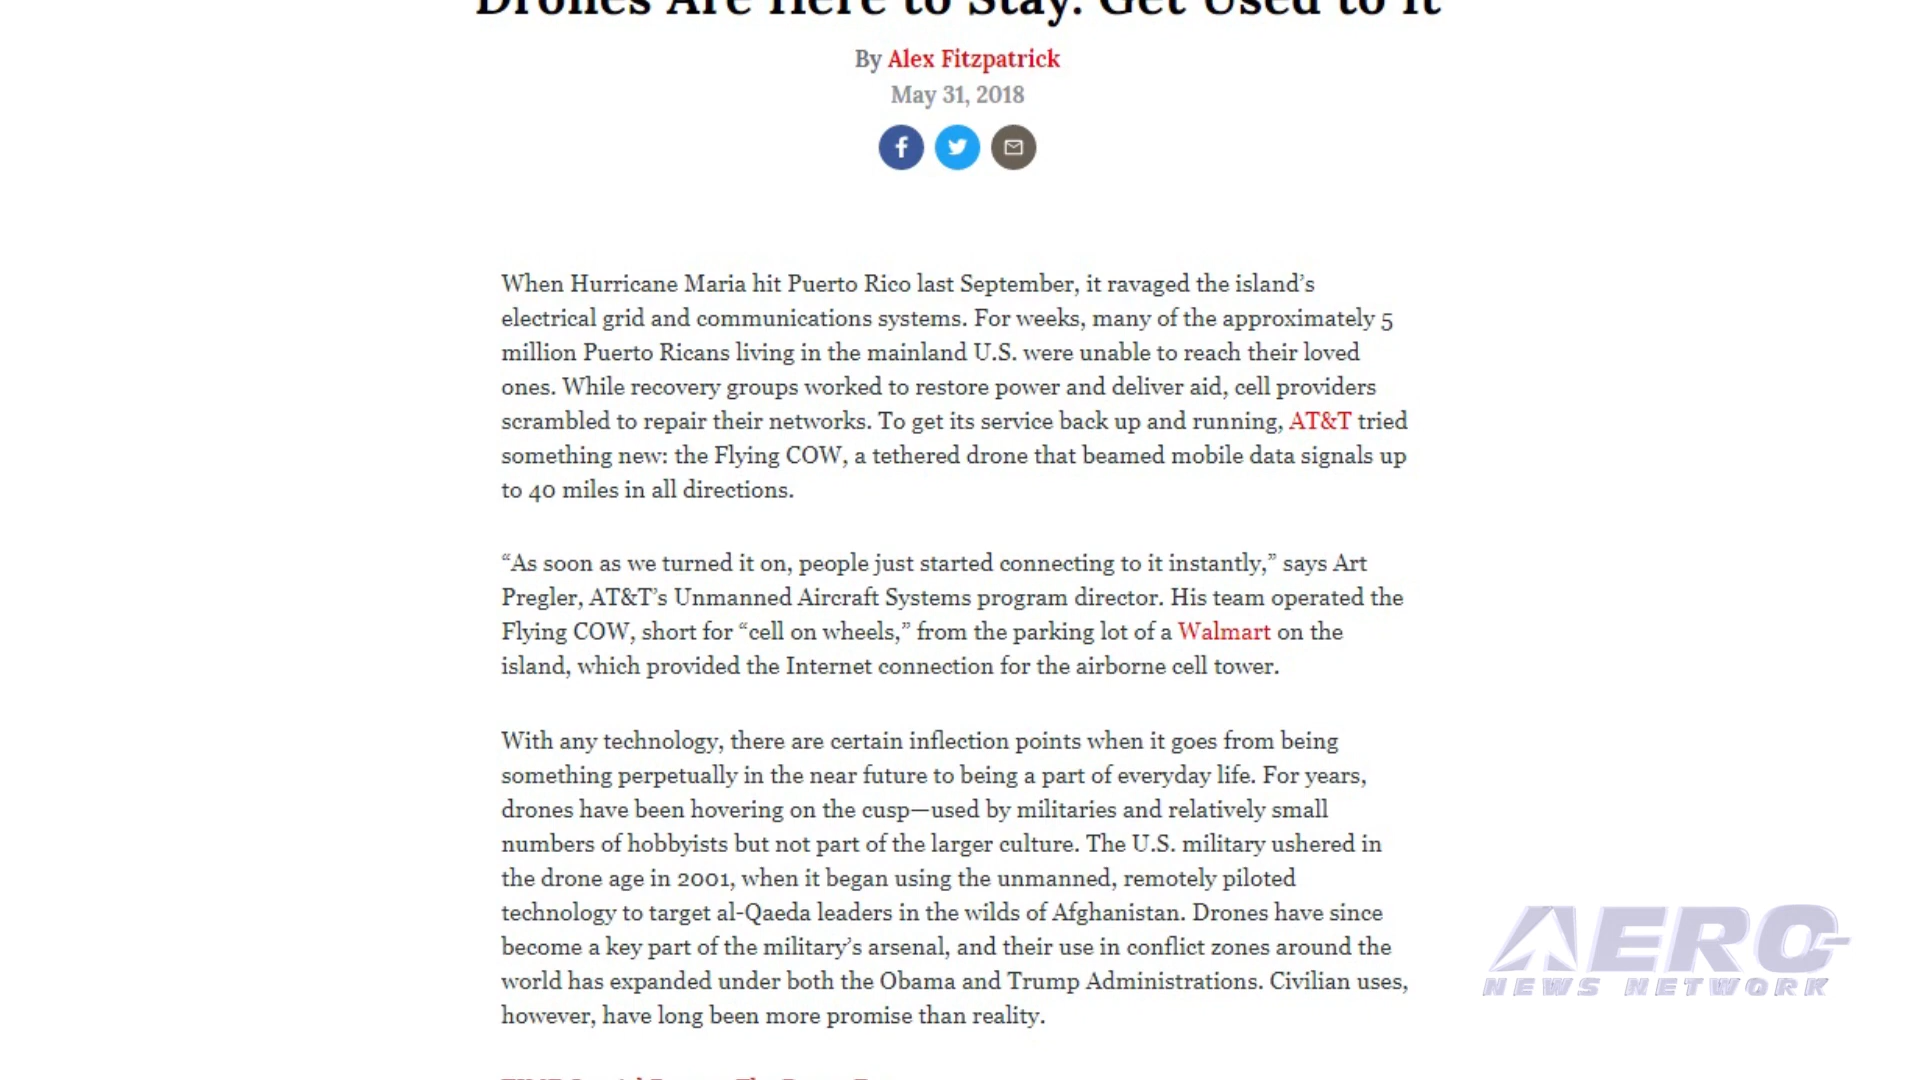 Drones Are Here to Stay. Get Used to It
By Alex Fitzpatrick
May 31, 2018
When Hurricane Maria hit Puerto Rico last September, it ravaged the island’s
electrical grid and communications systems. For weeks, many of the approximately 5
million Puerto Ricans living in the mainland U.S. were unable to reach their loved
ones. While recovery groups worked to restore power and deliver aid, cell providers
scrambled to repair their networks. To get its service back up and running, AT&T tried
something new: the Flying COW, a tethered drone that beamed mobile data signals up
to 40 miles in all directions.
“As soon as we turned it on, people just started connecting to it instantly,” says Art
Pregler, AT&T’s Unmanned Aircraft Systems program director. His team operated the
Flying COW, short for “cell on wheels,” from the parking lot of a Walmart on the
island, which provided the Internet connection for the airborne cell tower.
With any technology, there are certain inflection points when it goes from being
something perpetually in the near future to being a part of everyday life. For years,
drones have been hovering on the cusp—used by militaries and relatively small
numbers of hobbyists but not part of the larger culture. The U.S. military ushered in
the drone age in 2001, when it began using the unmanned, remotely piloted
technology to target al-Qaeda leaders in the wilds of Afghanistan. Drones have since
become a key part of the military’s arsenal, and their use in conflict zones around the
world has expanded under both the Obama and Trump Administrations. Civilian uses,
however, have long been more promise than reality.
AERO
NEWS NETWORK